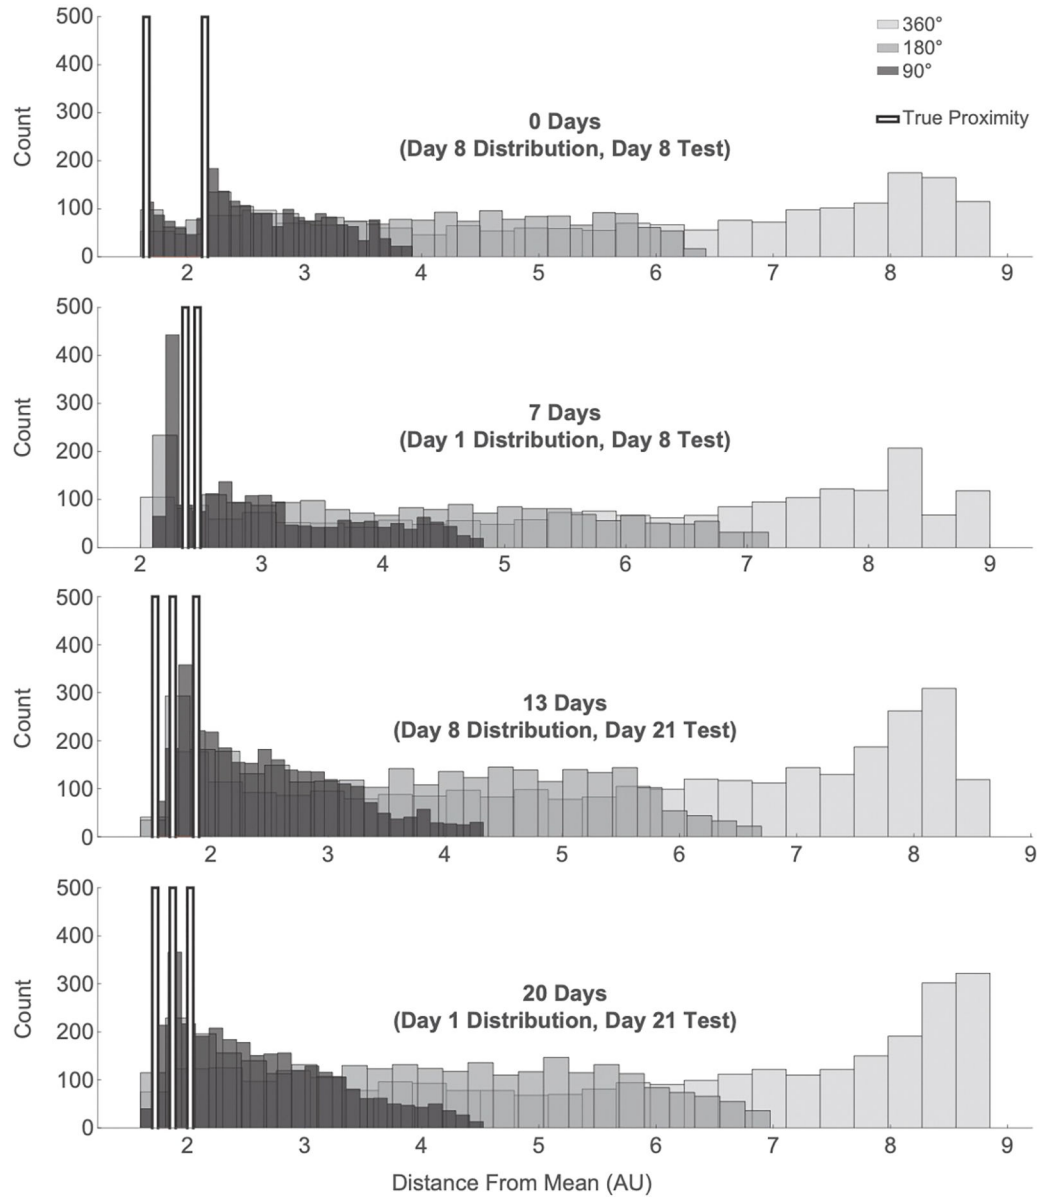 500
400
300
200
100
0
Count
360°
180°
90°
True Proximity
0 Days
(Day 8 Distribution, Day 8 Test)
2 3 4 5 6 7 8 9
500
400
300
200
100
0
Count
7 Days
(Day 1 Distribution, Day 8 Test)
2 3 4 5 6 7 8 9
500
400
300
200
100
0
Count
13 Days
(Day 8 Distribution, Day 21 Test)
2 3 4 5 6 7 8 9
500
400
300
200
100
0
Count
20 Days
(Day 1 Distribution, Day 21 Test)
2 3 4 5 6 7 8 9
Distance From Mean (AU)